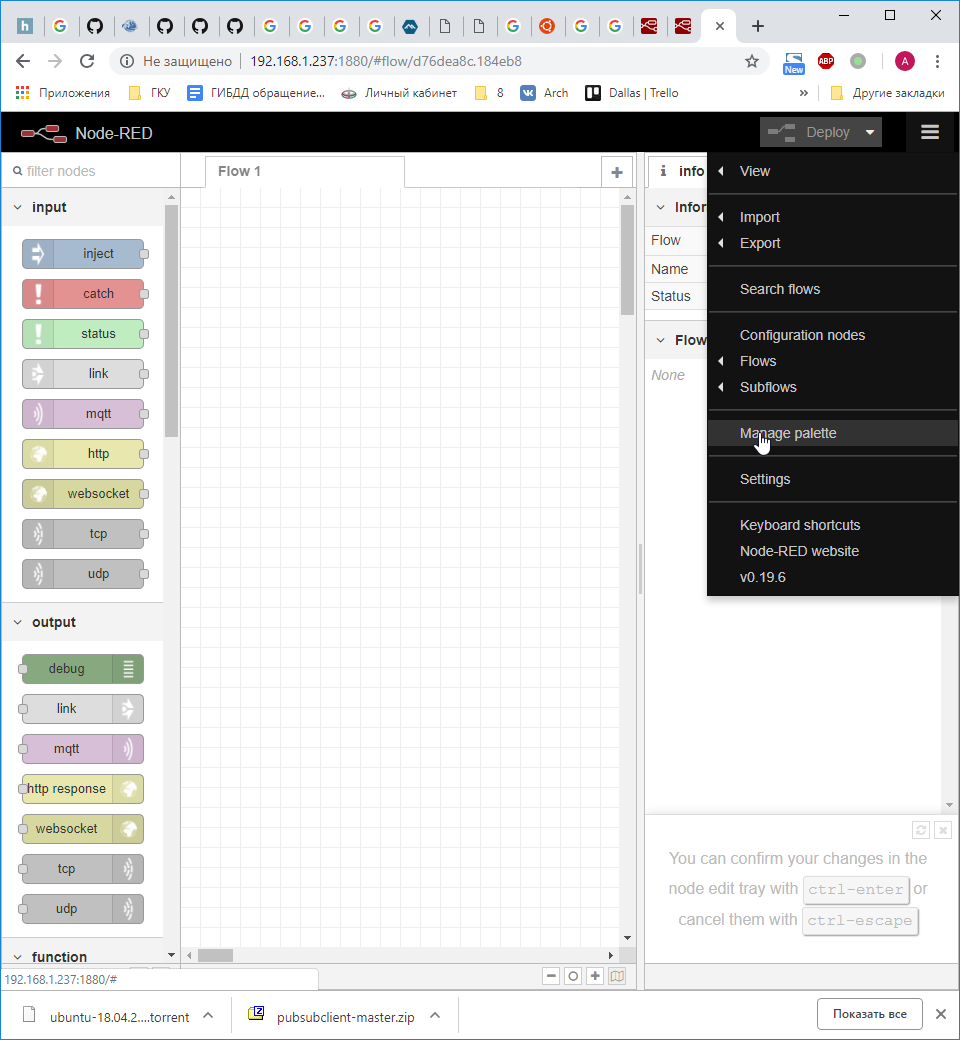 Не защищено
192.168.1.237:1880/#flow/d76dea8c.184eb8
New
ABP
A
Приложения
ГКУ
ГИБДД обращение...
Личный кабинет
8
Arch
Dallas | Trello
»
Другие закладки
Node-RED
Deploy
filter nodes
Flow 1
info
View
input
Infor
Import
Flow
Export
inject
Name
Search flows
catch
Status
status
Configuration nodes
Flow
Flows
link
None
Subflows
mqtt
Manage palette
http
Settings
websocket
Keyboard shortcuts
tcp
Node-RED website
udp
v0.19.6
output
debug
link
mqtt
http response
websocket
tcp
udp
function
You can confirm your changes in the
node edit tray with ctrl-enter or
cancel them with ctrl-escape
192.168.1.237:1880/#
ubuntu-18.04.2....torrent
pubsubclient-master.zip
Показать все